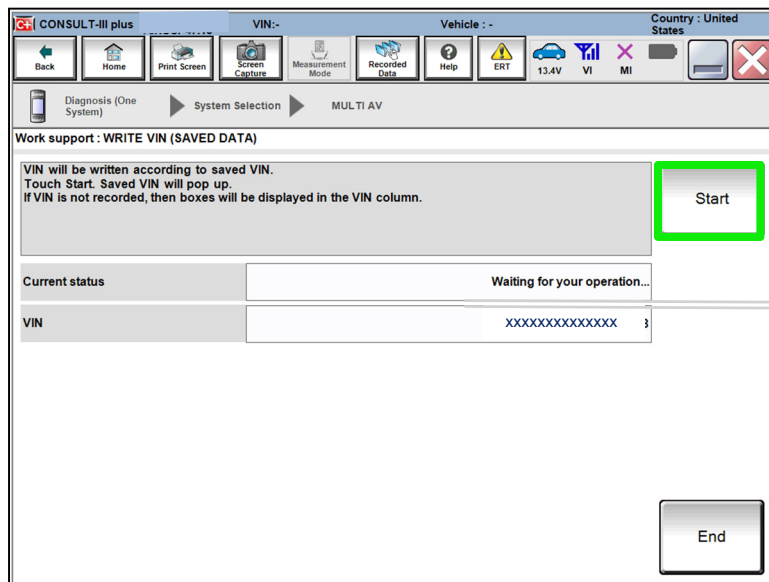 CONSULT-III plus
VIN:-
Vehicle : -
Country : United
States
Back
Home
Print Screen
Screen
Capture
Measurement
Mode
Recorded
Data
Help
ERT
13.4V
VI
MI
Diagnosis (One
System)
System Selection
MULTI AV
Work support : WRITE VIN (SAVED DATA)
VIN will be written according to saved VIN.
Touch Start. Saved VIN will pop up.
If VIN is not recorded, then boxes will be displayed in the VIN column.
Start
Current status
Waiting for your operation...
VIN
XXXXXXXXXXXXXX
End